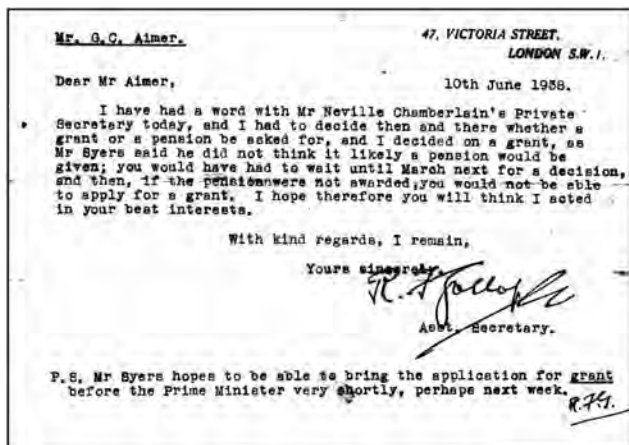 Mr. G.C. Aimer.
47, VICTORIA STREET,
LONDON S.W.1.
Dear Mr Aimer,
10th June 1938.
I have had a word with Mr Neville Chamberlain's Private
Secretary today, and I had to decide then and there whether a
grant or a pension be asked for, and I decided on a grant, as
Mr Syers said he did not think it likely a pension would be
given; you would have had to wait until March next for a decision,
and then, if the pension were not awarded, you would not be able
to apply for a grant. I hope therefore you will think I acted
in your best interests.
With kind regards, I remain,
Yours sincerely,
Asst. Secretary.
P.S. Mr Syers hopes to be able to bring the application for grant
before the Prime Minister very shortly, perhaps next week.
R.F.G.